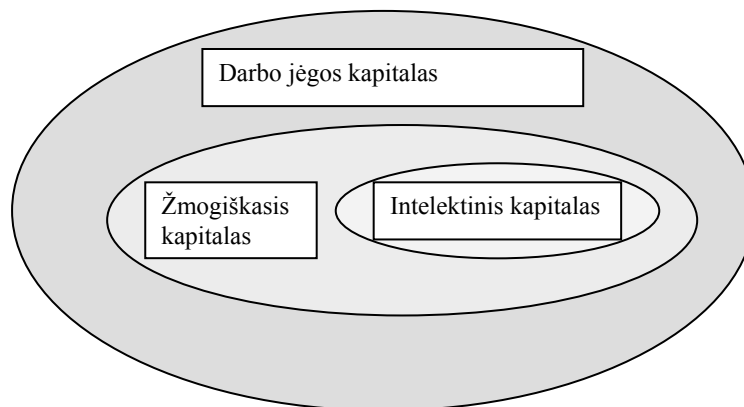 Darbo jėgos kapitalas
Žmogiškasis
kapitalas
Intelektinis kapitalas